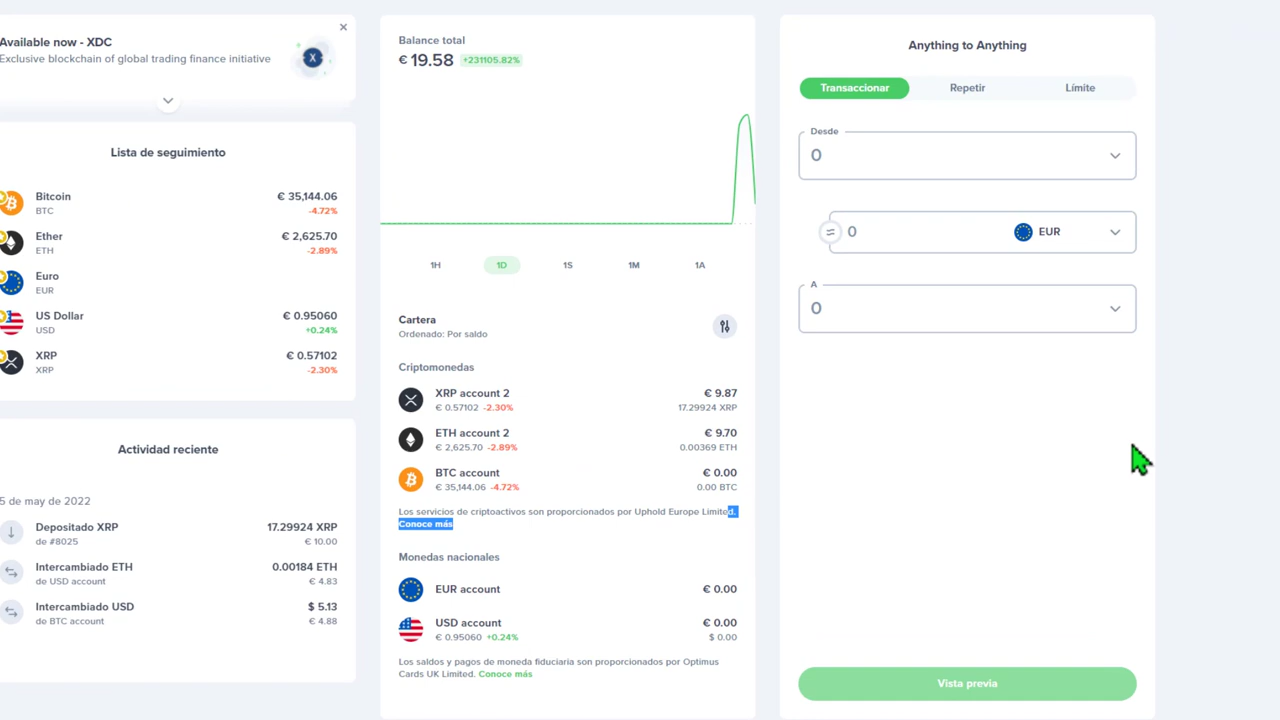 Available now - XDC
Exclusive blockchain of global trading finance initiative
X
Lista de seguimiento
Bitcoin € 35,144.06
BTC -4.72%
Ether € 2,625.70
ETH -2.89%
Euro
EUR
US Dollar € 0.95060
USD +0.24%
XRP € 0.57102
XRP -2.30%
Actividad reciente
5 de may de 2022
Depositado XRP 17.29924 XRP
de #8025 € 10.00
Intercambiado ETH 0.00184 ETH
de USD account € 4.83
Intercambiado USD $ 5.13
de BTC account € 4.88
Balance total
€ 19.58 +231105.82%
1H 1D 1S 1M 1A
Cartera
Ordenado: Por saldo
Criptomonedas
XRP account 2 € 9.87
€ 0.57102 -2.30% 17.29924 XRP
ETH account 2 € 9.70
€ 2,625.70 -2.89% 0.00369 ETH
BTC account € 0.00
€ 35,144.06 -4.72% 0.00 BTC
Los servicios de criptoactivos son proporcionados por Uphold Europe Limited.
Conoce más
Monedas nacionales
EUR account € 0.00
USD account € 0.00
€ 0.95060 +0.24% $ 0.00
Los saldos y pagos de moneda fiduciaria son proporcionados por Optimus
Cards UK Limited. Conoce más
Anything to Anything
Transaccionar Repetir Límite
Desde
0
= 0 EUR
A
0
Vista previa